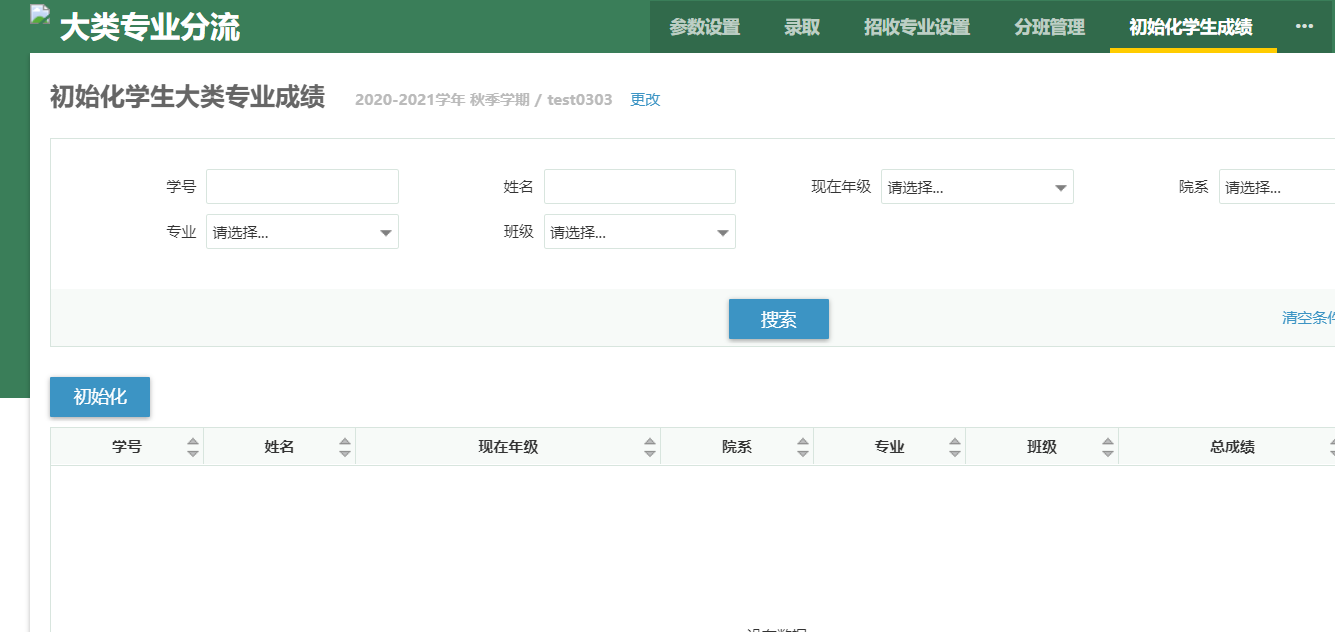 大类专业分流
参数设置 录取 招收专业设置 分班管理 初始化学生成绩 ···
初始化学生大类专业成绩 2020-2021学年 秋季学期 / test0303 更改
学号 姓名 现在年级 请选择... 院系 请选择...
专业 请选择... 班级 请选择...
搜索
清空条件
初始化
学号 姓名 现在年级 院系 专业 班级 总成绩